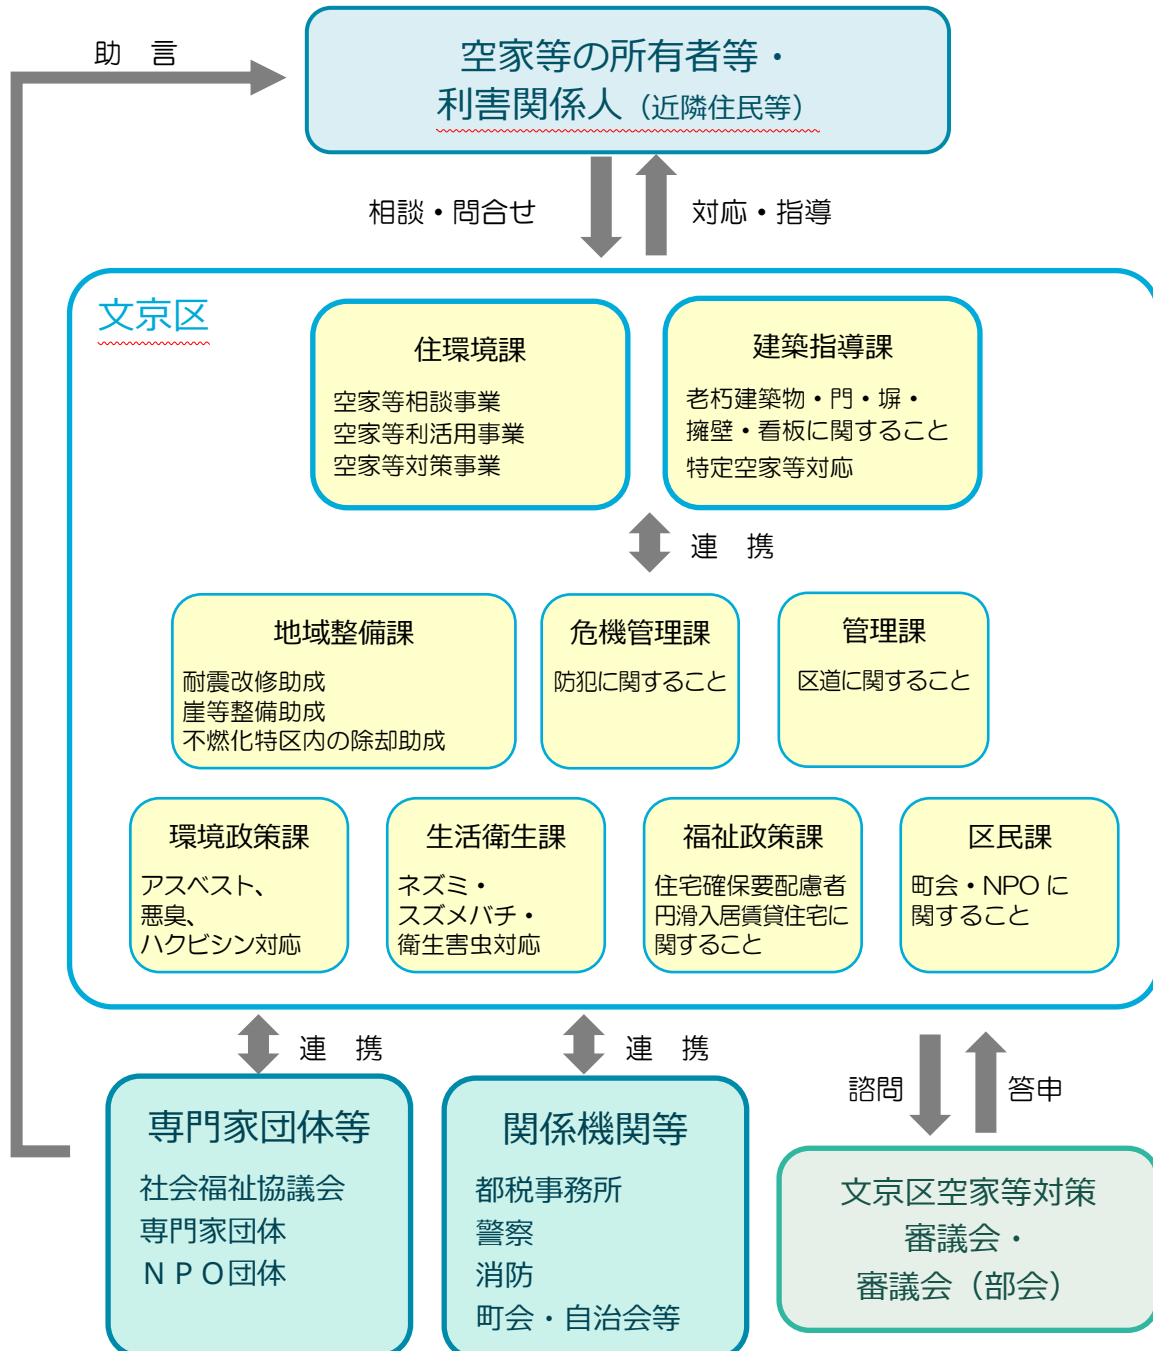 助　言
空家等の所有者等・
利害関係人（近隣住民等）
相談・問合せ
対応・指導
文京区
住環境課
空家等相談事業
空家等利活用事業
空家等対策事業
建築指導課
老朽建築物・門・塀・
擁壁・看板に関すること
特定空家等対応
連　携
地域整備課
耐震改修助成
崖等整備助成
不燃化特区内の除却助成
危機管理課
防犯に関すること
管理課
区道に関すること
環境政策課
アスベスト、
悪臭、
ハクビシン対応
生活衛生課
ネズミ・
スズメバチ・
衛生害虫対応
福祉政策課
住宅確保要配慮者
円滑入居賃貸住宅に
関すること
区民課
町会・NPO に
関すること
連　携
連　携
諮問
答申
専門家団体等
社会福祉協議会
専門家団体
ＮＰＯ団体
関係機関等
都税事務所
警察
消防
町会・自治会等
文京区空家等対策
審議会・
審議会（部会）